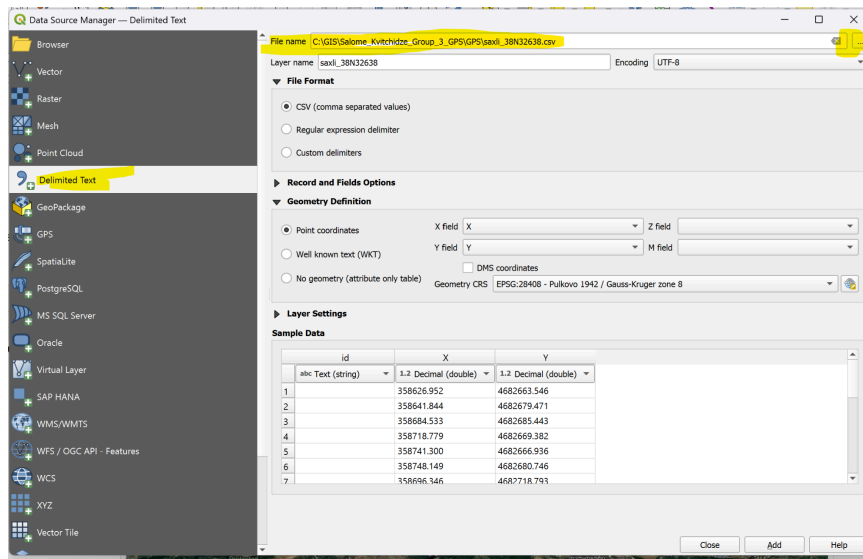 Data Source Manager — Delimited Text
Browser
Vector
Raster
Mesh
Point Cloud
Delimited Text
GeoPackage
GPS
SpatiaLite
PostgreSQL
MS SQL Server
Oracle
Virtual Layer
SAP HANA
WMS/WMTS
WFS / OGC API - Features
WCS
XYZ
Vector Tile
File name C:\GIS\Salome_Kvitchidze_Group_3_GPS\GPS\saxli_38N32638.csv ...
Layer name saxli_38N32638 Encoding UTF-8
File Format
CSV (comma separated values)
Regular expression delimiter
Custom delimiters
Record and Fields Options
Geometry Definition
Point coordinates X field X Z field
Well known text (WKT) Y field Y M field
DMS coordinates
No geometry (attribute only table) Geometry CRS EPSG:28408 - Pulkovo 1942 / Gauss-Kruger zone 8
Layer Settings
Sample Data
id X Y
abc Text (string) 1.2 Decimal (double) 1.2 Decimal (double)
1 358626.952 4682663.546
2 358641.844 4682679.471
3 358684.533 4682685.443
4 358718.779 4682669.382
5 358741.300 4682666.936
6 358748.149 4682680.746
7 358696.346 4682718.793
Close Add Help